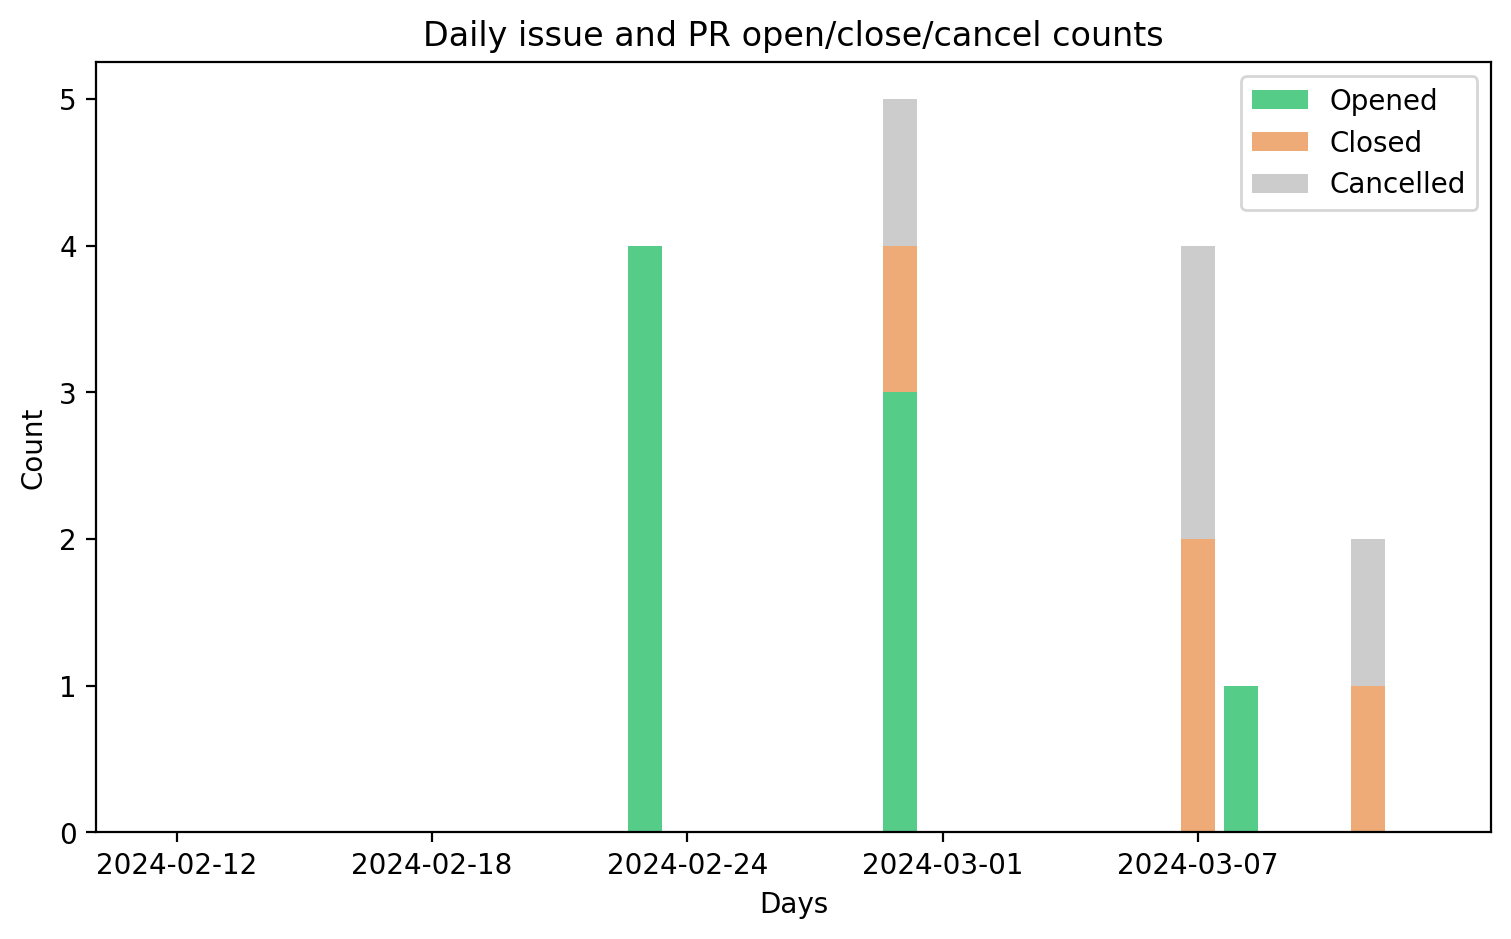 Daily issue and PR open/close/cancel counts
Opened
Closed
Cancelled
5
4
3
2
1
0
Count
2024-02-12
2024-02-18
2024-02-24
2024-03-01
2024-03-07
Days